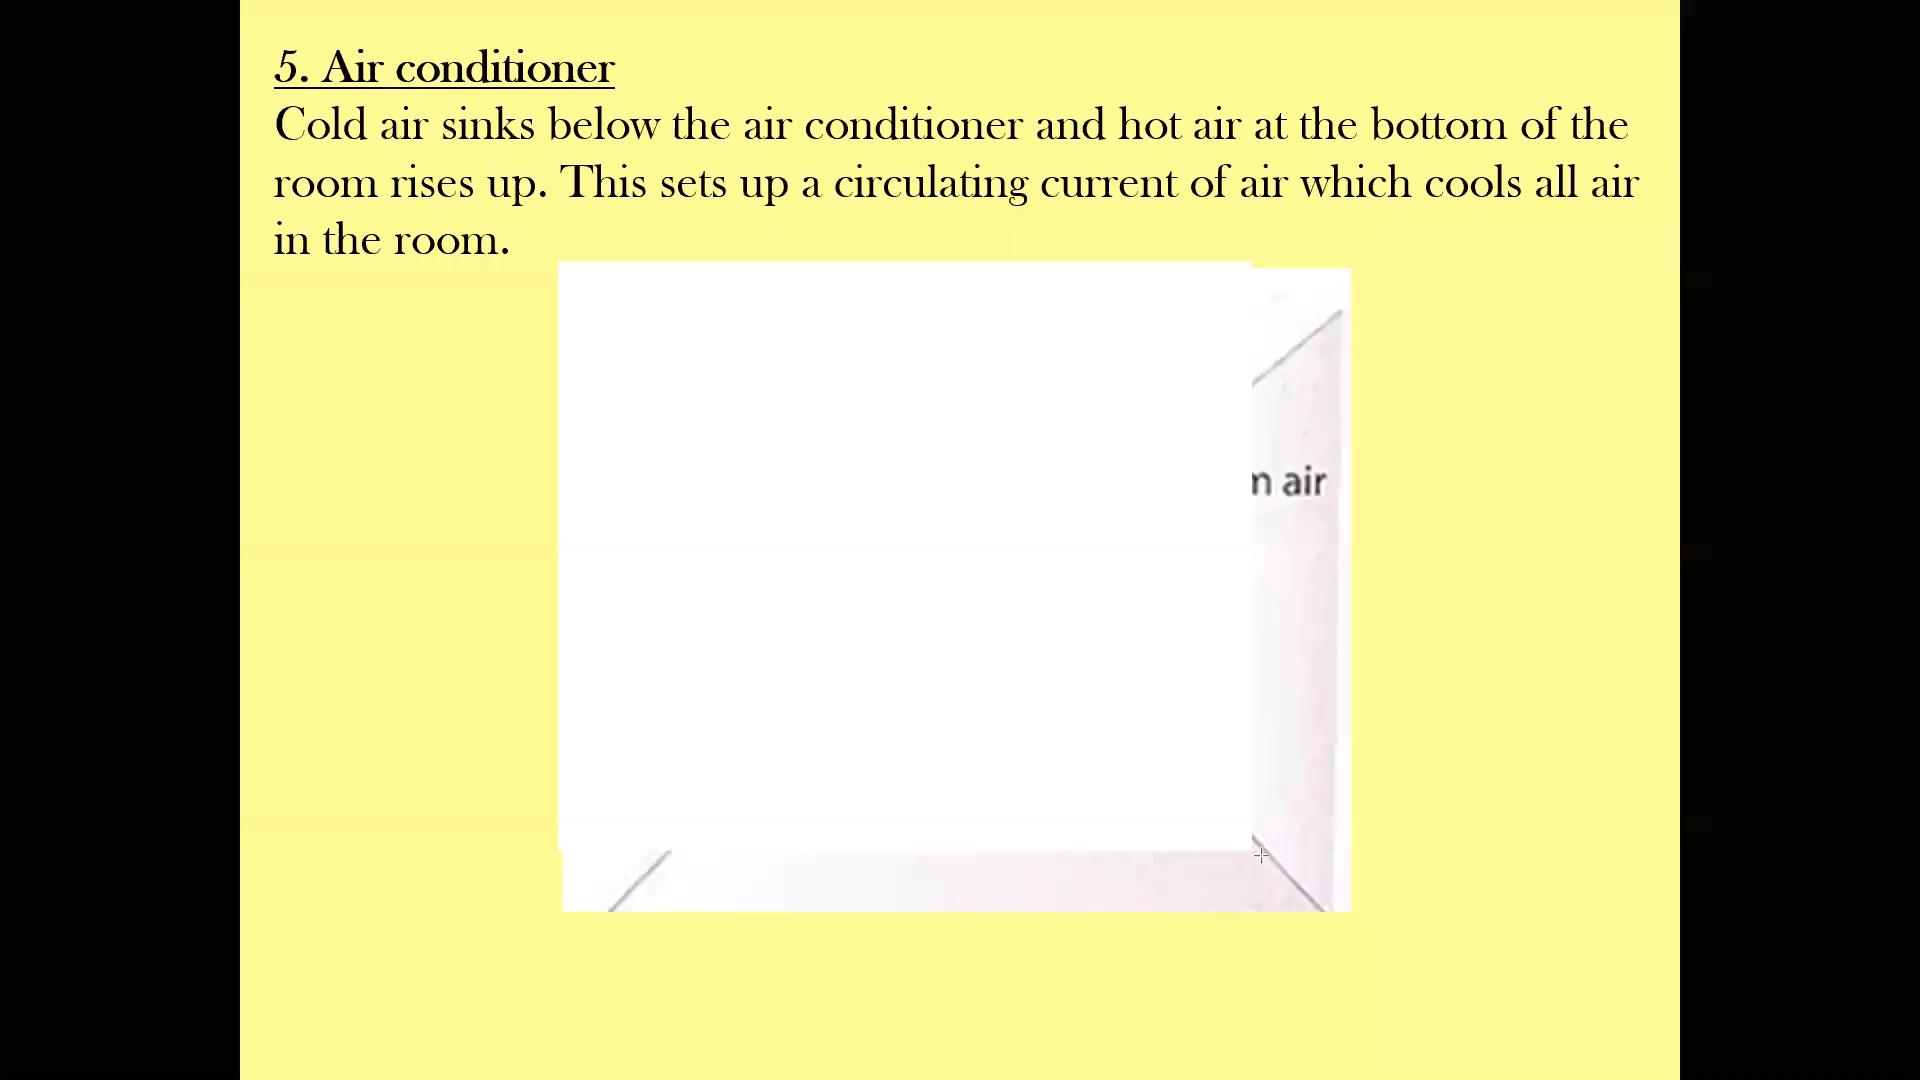 5. Air conditioner
Cold air sinks below the air conditioner and hot air at the bottom of the
room rises up. This sets up a circulating current of air which cools all air
in the room.
air